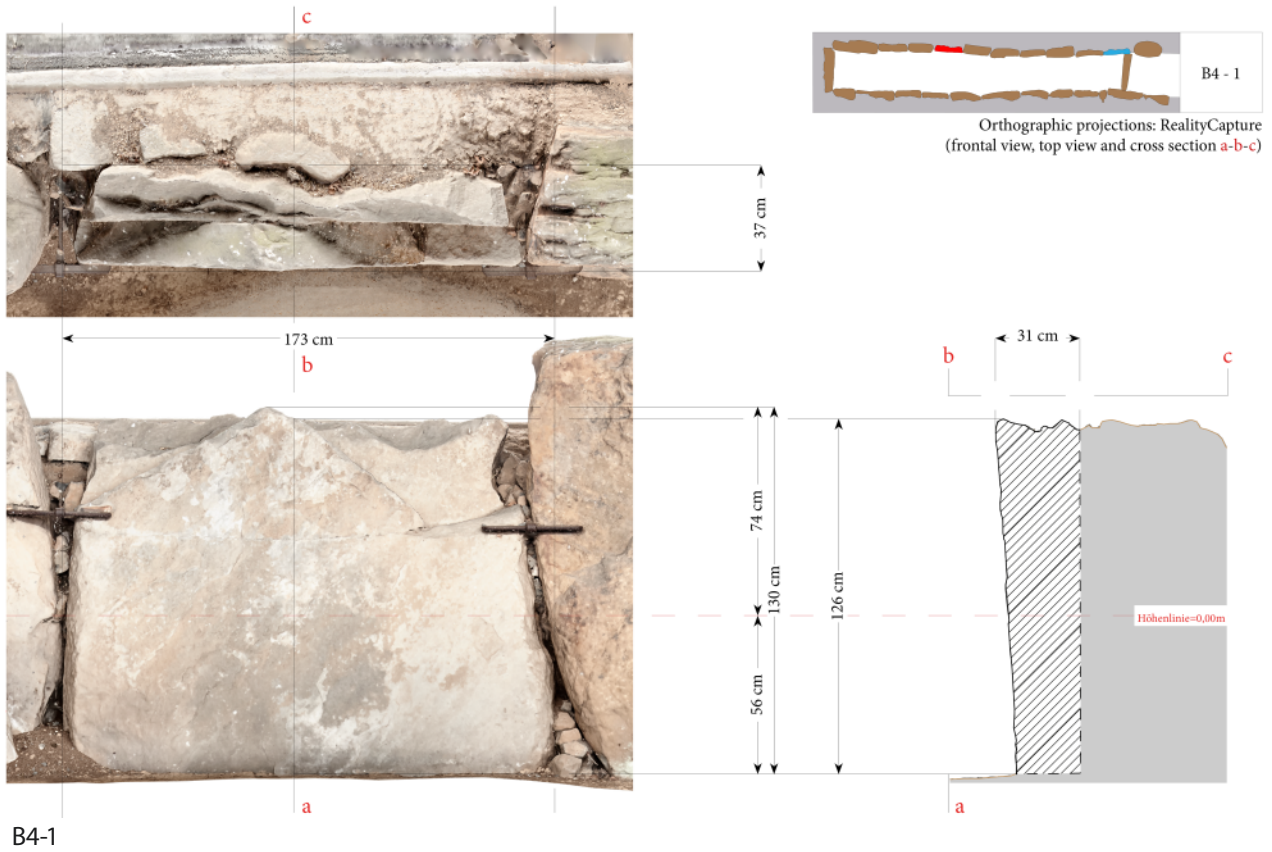 c
B4 - 1
Orthographic projections: RealityCapture
(frontal view, top view and cross section a-b-c)
37 cm
173 cm
b
31 cm
b
c
74 cm
130 cm
126 cm
Höhenlinie=0,00m
56 cm
a
a
B4-1